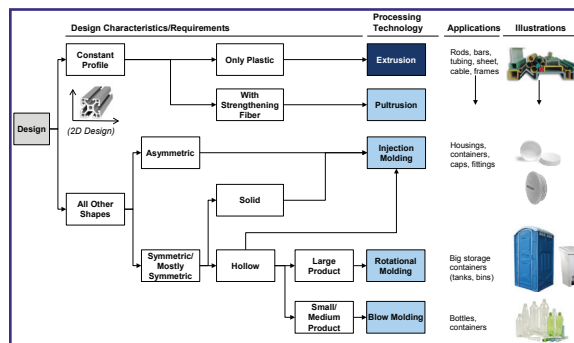 Design Characteristics/Requirements
Processing
Technology
Applications
Illustrations
Constant
Profile
Only Plastic
Extrusion
Rods, bars,
tubing, sheet,
cable, frames
With
Strengthening
Fiber
Pultrusion
(2D Design)
Design
Asymmetric
Injection
Molding
Housings,
containers,
caps, fittings
All Other
Shapes
Solid
Symmetric/
Mostly
Symmetric
Hollow
Large
Product
Rotational
Molding
Big storage
containers
(tanks, bins)
Small/
Medium
Product
Blow Molding
Bottles,
containers